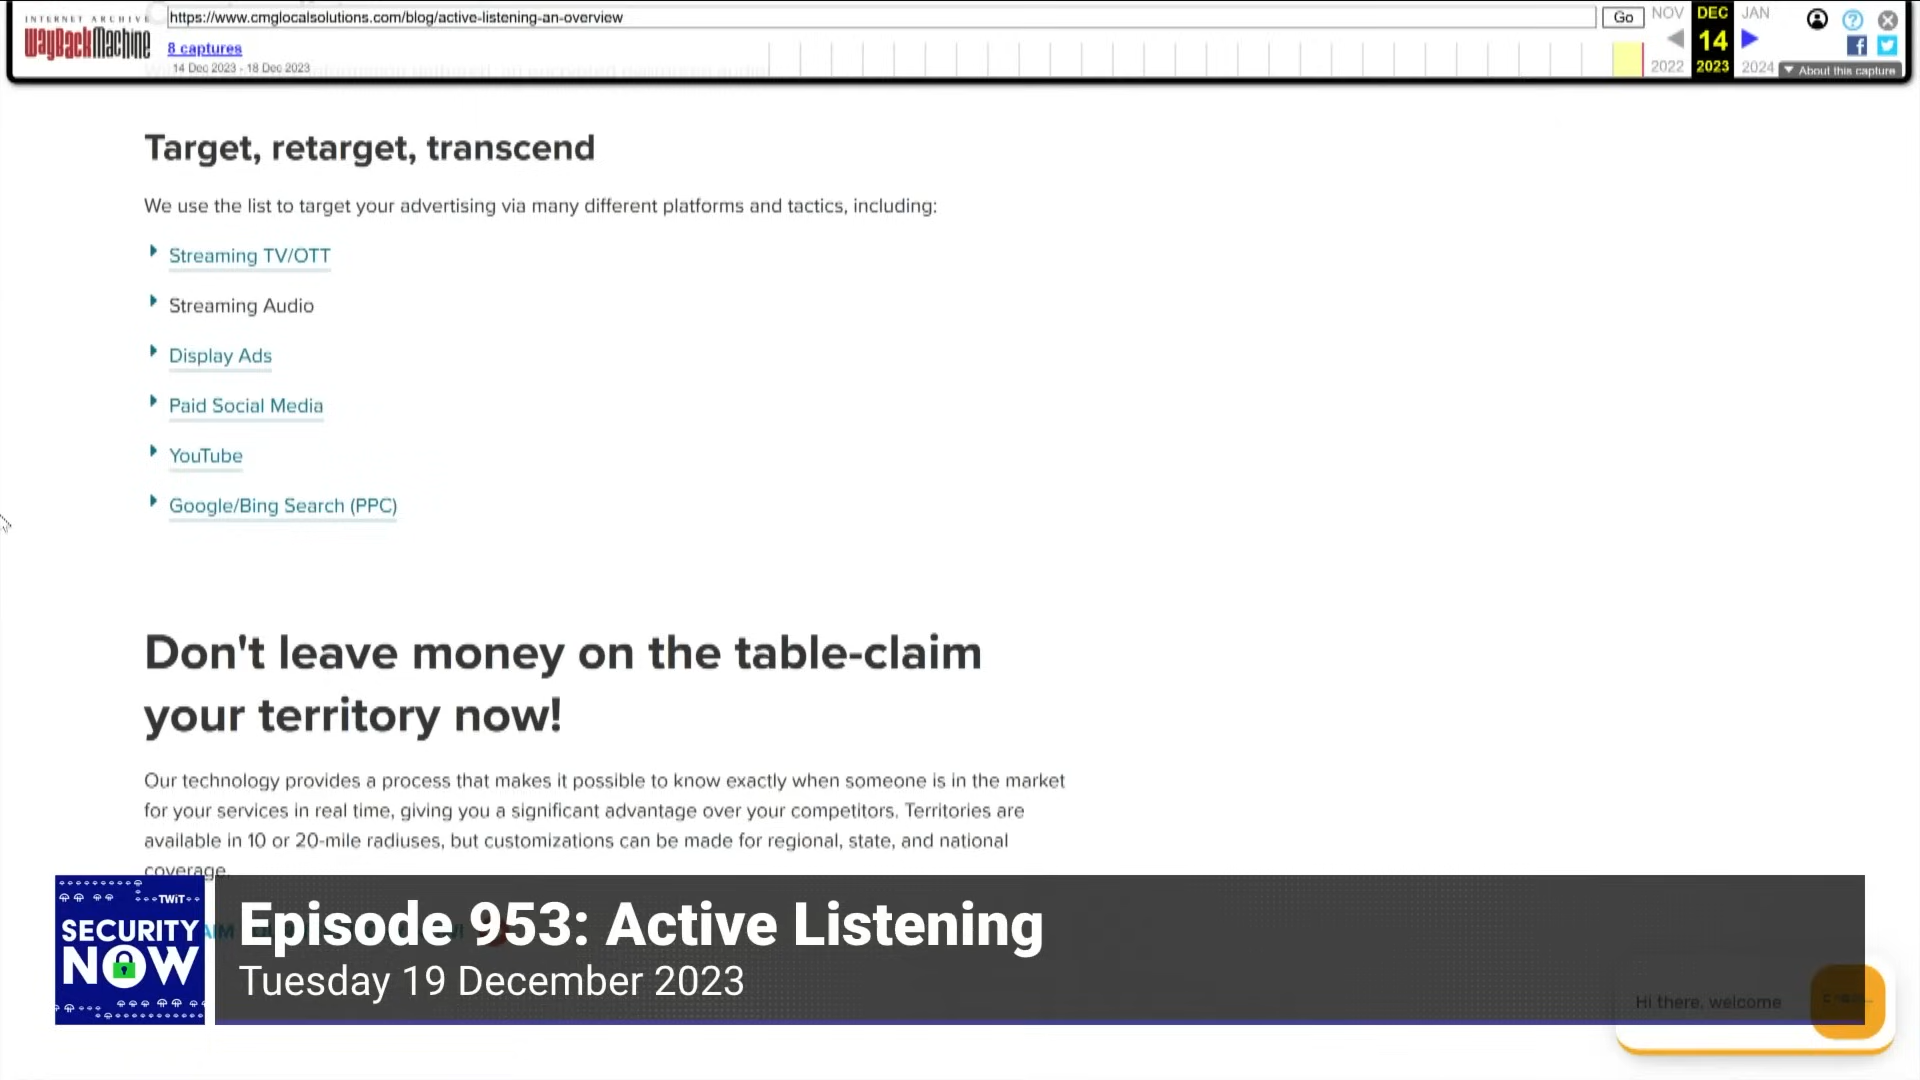 INTERNET ARCHIVE
WayBackMachine
https://www.cmglocalsolutions.com/blog/active-listening-an-overview
Go
NOV
DEC
JAN
8 captures
14
14 Dec 2023 - 18 Dec 2023
2022
2023
2024
About this capture
Target, retarget, transcend
We use the list to target your advertising via many different platforms and tactics, including:
Streaming TV/OTT
Streaming Audio
Display Ads
Paid Social Media
YouTube
Google/Bing Search (PPC)
Don't leave money on the table-claim
your territory now!
Our technology provides a process that makes it possible to know exactly when someone is in the market
for your services in real time, giving you a significant advantage over your competitors. Territories are
available in 10 or 20-mile radiuses, but customizations can be made for regional, state, and national
coverage.
TWiT
SECURITY
NOW
Episode 953: Active Listening
Tuesday 19 December 2023
Hi there, welcome